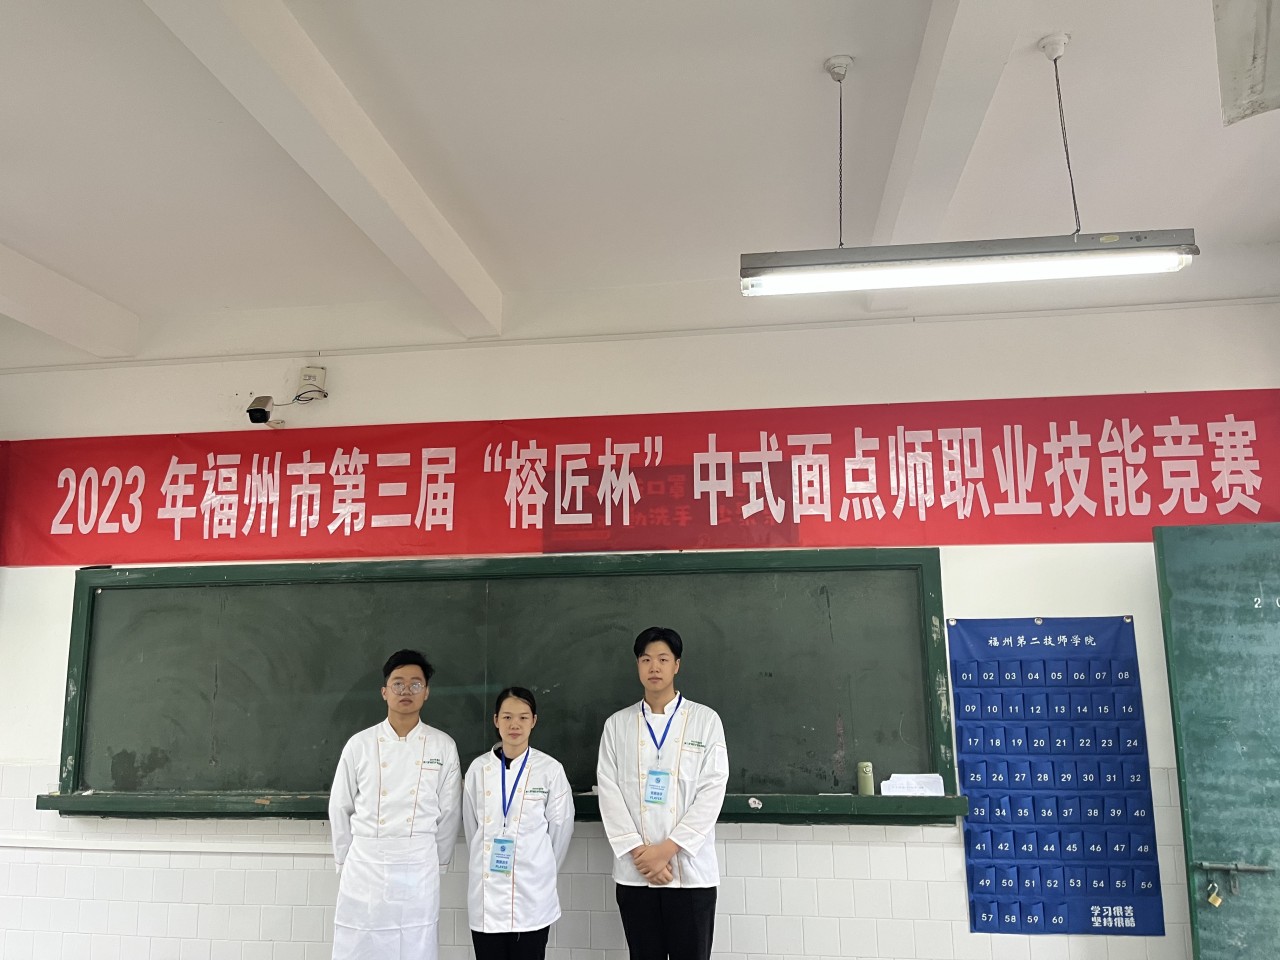 2023 年福州市第三届“榕匠杯”中式面点师职业技能竞赛
口罩
勤洗手
福州第二技师学院
01 02 03 04 05 06 07 08
09 10 11 12 13 14 15 16
17 18 19 20 21 22 23 24
25 26 27 28 29 30 31 32
33 34 35 36 37 38 39 40
41 42 43 44 45 46 47 48
49 50 51 52 53 54 55 56
57 58 59 60
学习很苦
坚持很酷